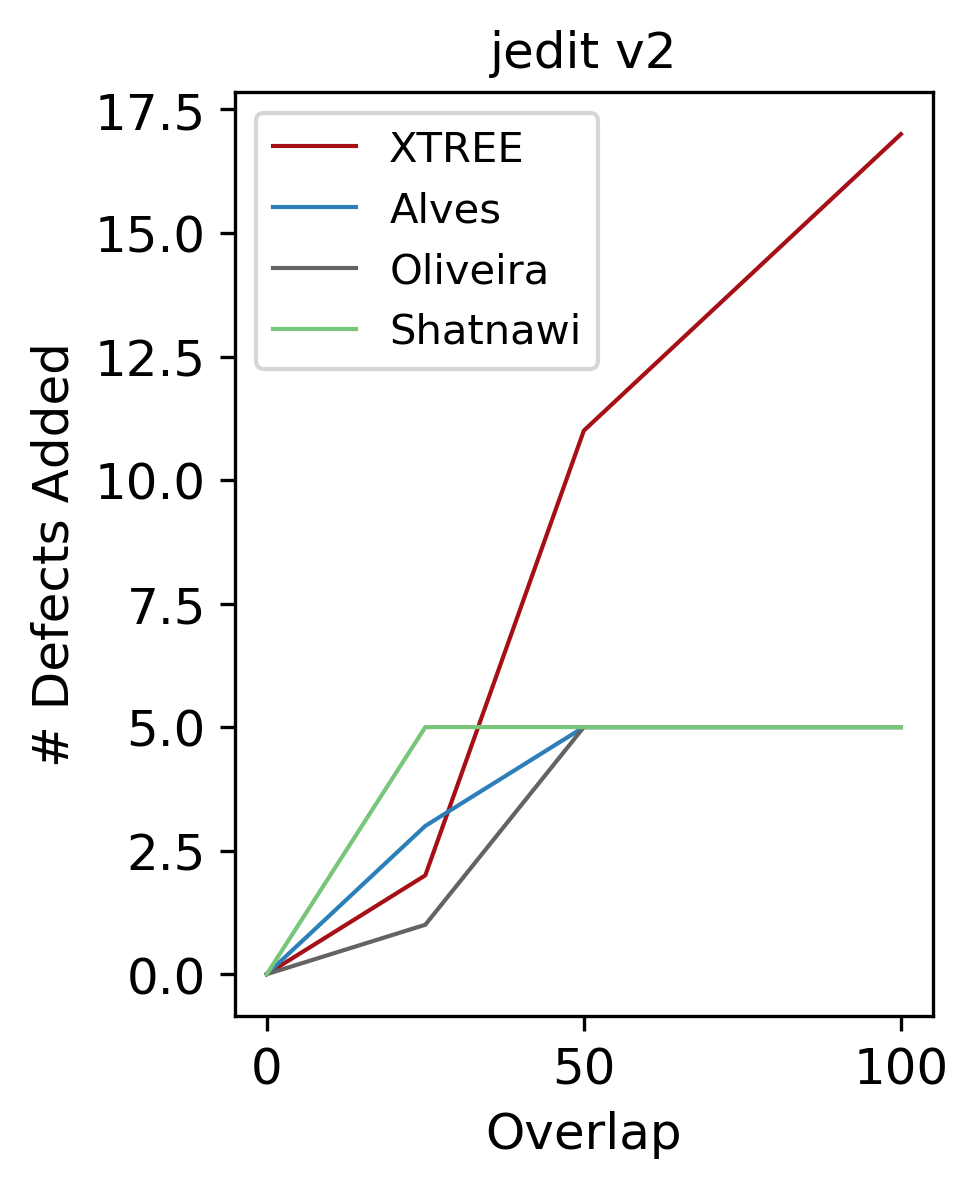 jedit v2
17.5
15.0
12.5
10.0
7.5
5.0
2.5
0.0
# Defects Added
XTREE
Alves
Oliveira
Shatnawi
0 50 100
Overlap